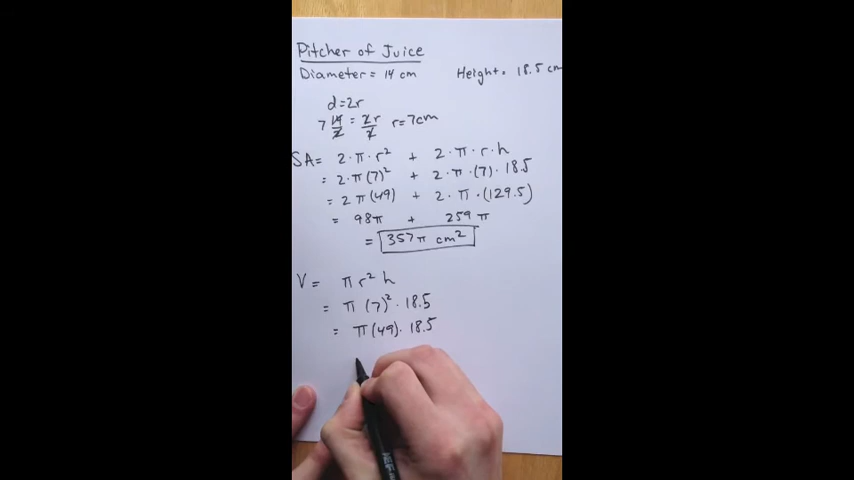 Pitcher of Juice
Diameter = 14 cm Height = 18.5 cm
d=2r
7 14/2 = 2r/2 r=7cm
SA= 2·π·r² + 2·π·r·h
= 2·π(7)² + 2·π·(7)·18.5
= 2π(49) + 2·π·(129.5)
= 98π + 259π
= 357π cm²
V= πr²h
= π(7)²·18.5
= π(49)·18.5